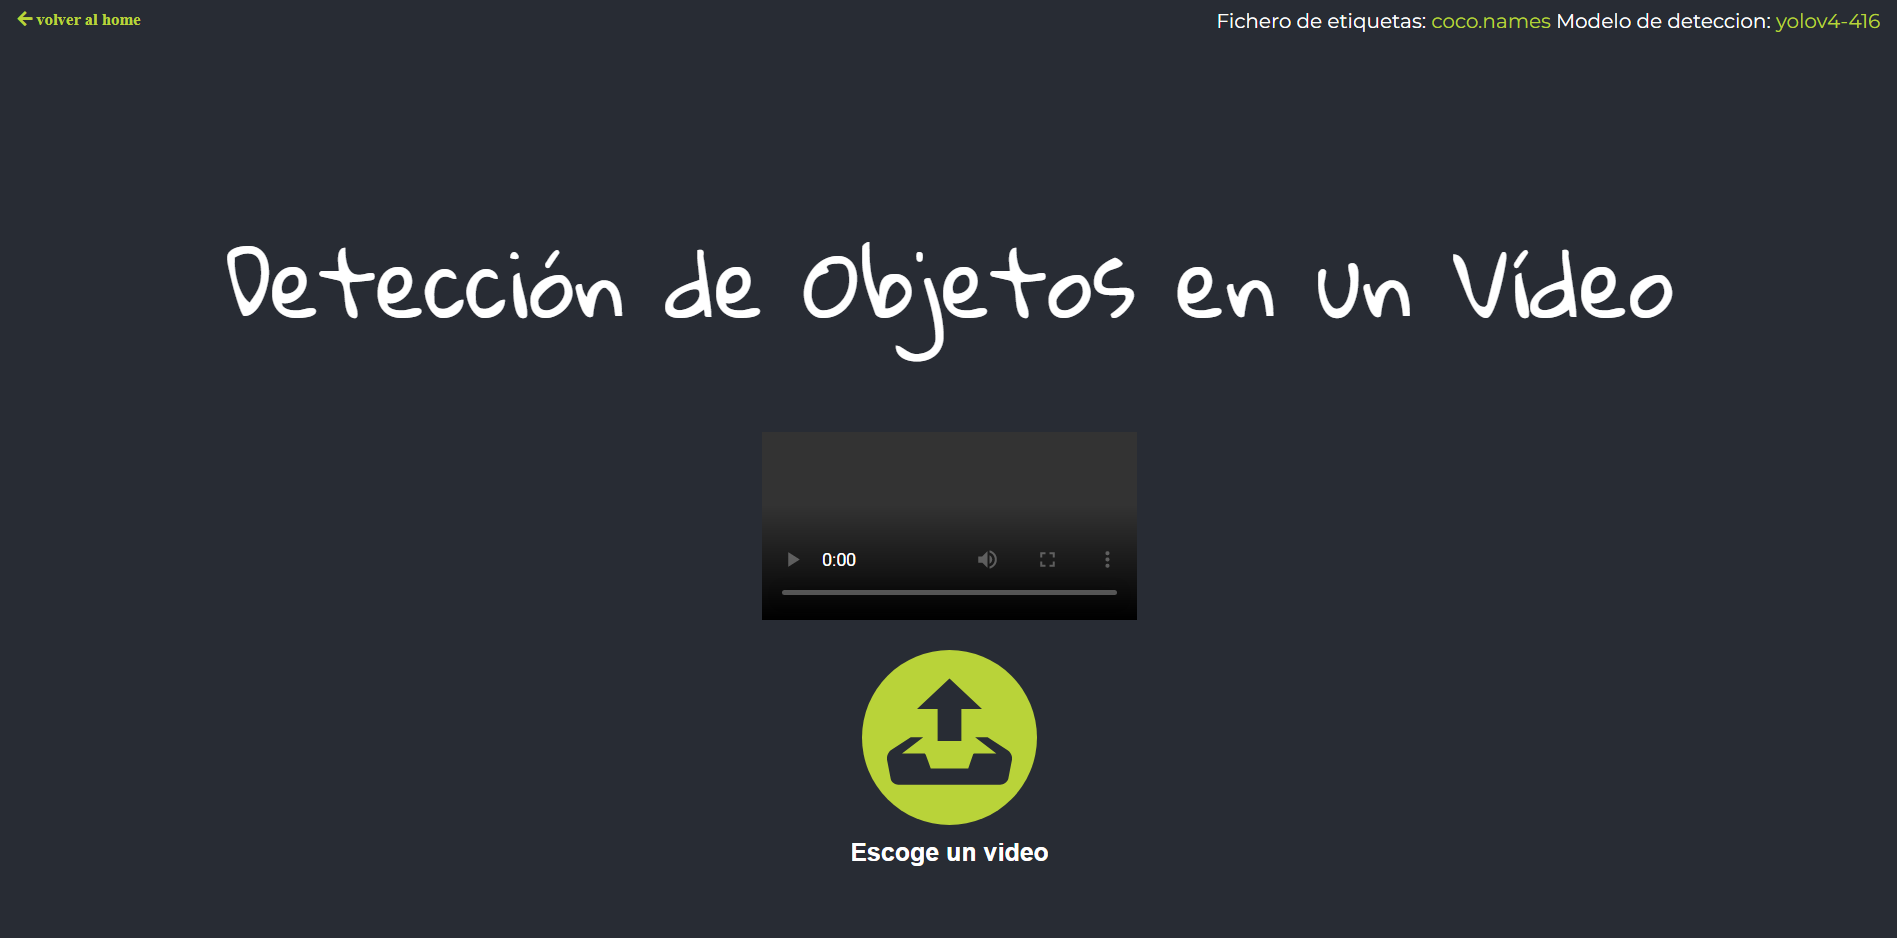 volver al home
Fichero de etiquetas: coco.names Modelo de deteccion: yolov4-416
Detección de Objetos en un Vídeo
0:00
Escoge un video